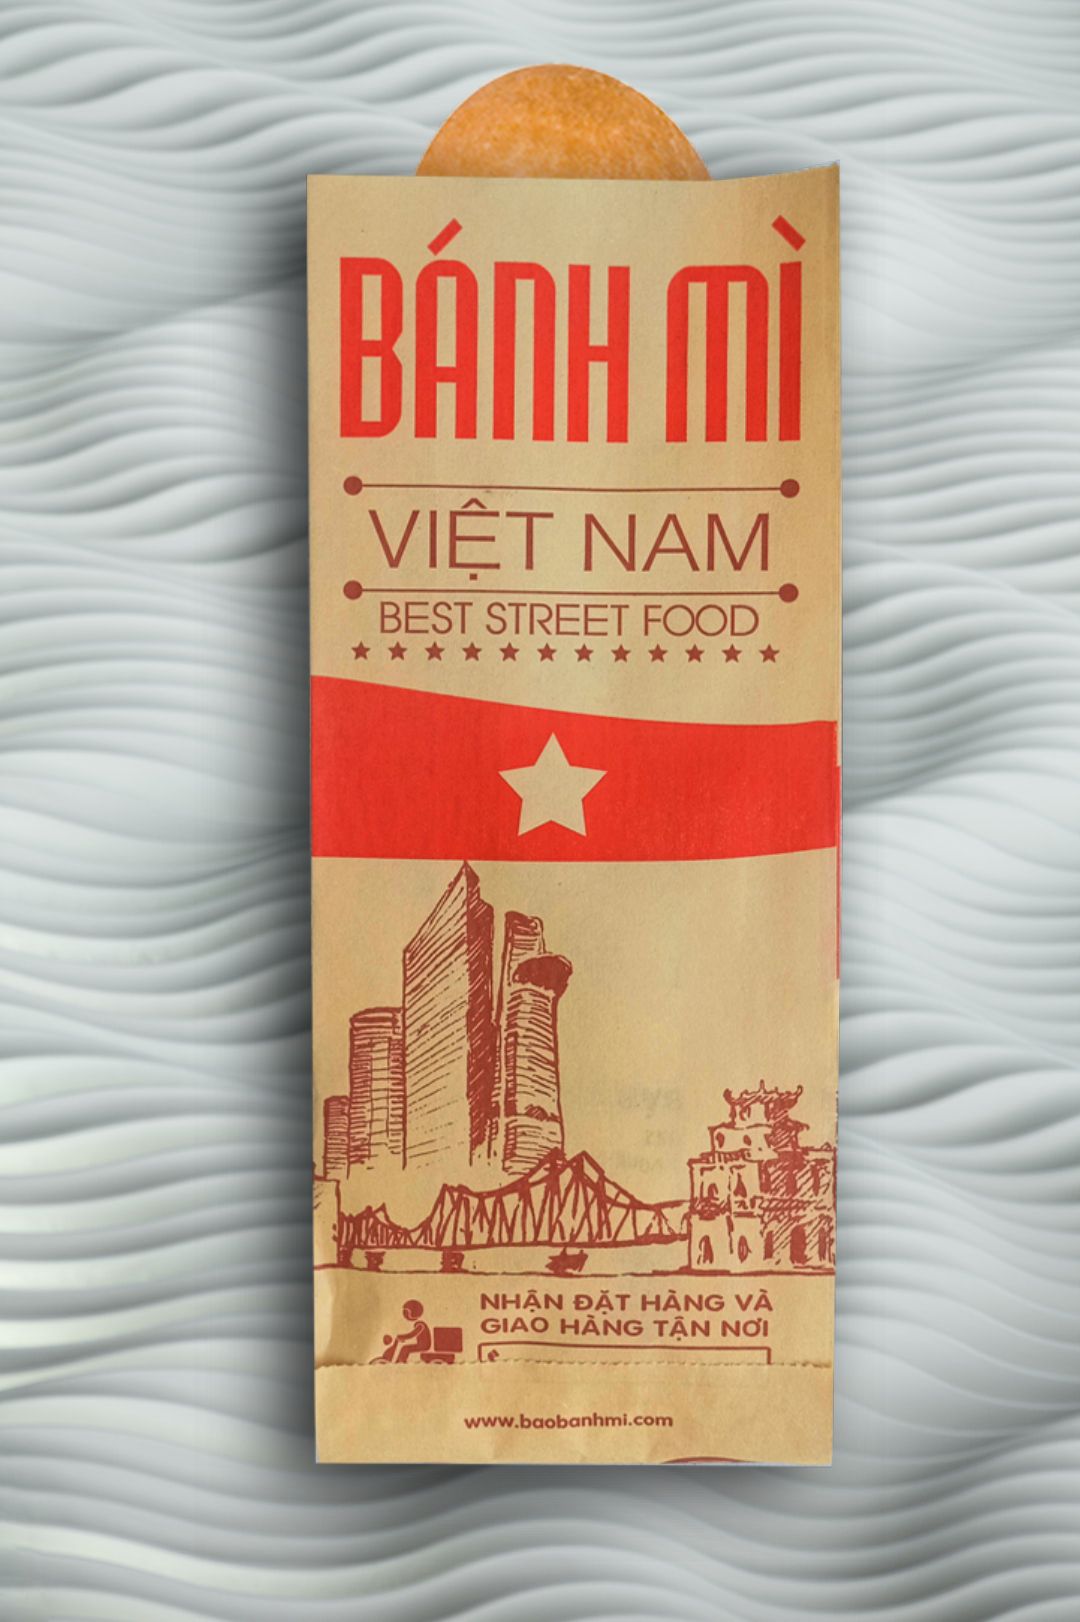 BÁNH MÌ
VIỆT NAM
BEST STREET FOOD
NHẬN ĐẶT HÀNG VÀ
GIAO HÀNG TẬN NƠI
www.baobanhmi.com